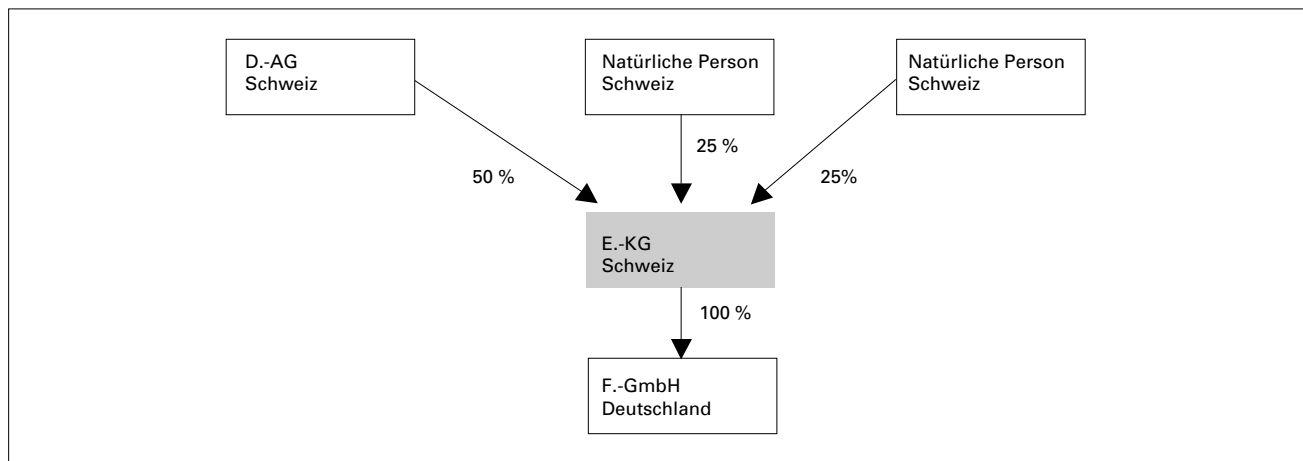 D.-AG
Schweiz
Natürliche Person
Schweiz
Natürliche Person
Schweiz
50 %
25 %
25%
E.-KG
Schweiz
100 %
F.-GmbH
Deutschland